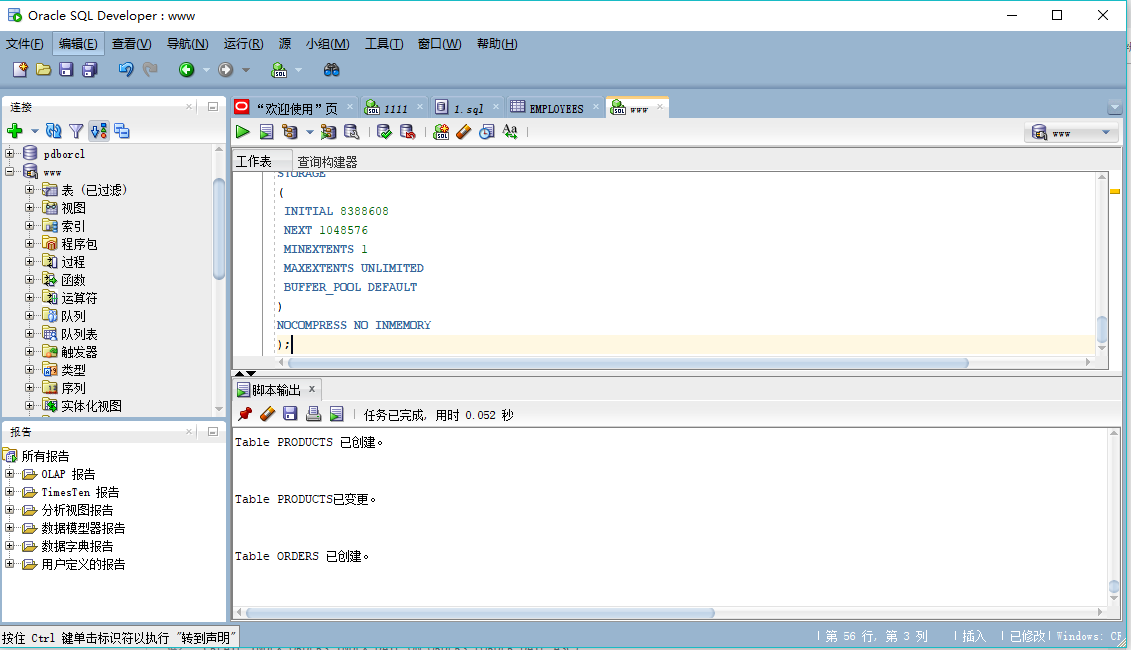 Oracle SQL Developer : www
文件(F) 编辑(E) 查看(V) 导航(N) 运行(R) 源 小组(M) 工具(T) 窗口(W) 帮助(H)
连接
pdborcl
www
表 (已过滤)
视图
索引
程序包
过程
函数
运算符
队列
队列表
触发器
类型
序列
实体化视图
报告
所有报告
OLAP 报告
TimesTen 报告
分析视图报告
数据模型器报告
数据字典报告
用户定义的报告
“欢迎使用”页 1111 1.sql EMPLOYEES www
www
工作表 查询构建器
STORAGE
(
INITIAL 8388608
NEXT 1048576
MINEXTENTS 1
MAXEXTENTS UNLIMITED
BUFFER_POOL DEFAULT
)
NOCOMPRESS NO INMEMORY
);
脚本输出
任务已完成, 用时 0.052 秒
Table PRODUCTS 已创建。
Table PRODUCTS已变更。
Table ORDERS 已创建。
按住 Ctrl 键单击标识符以执行 "转到声明"
第 56 行, 第 3 列 插入 已修改 Windows: CR